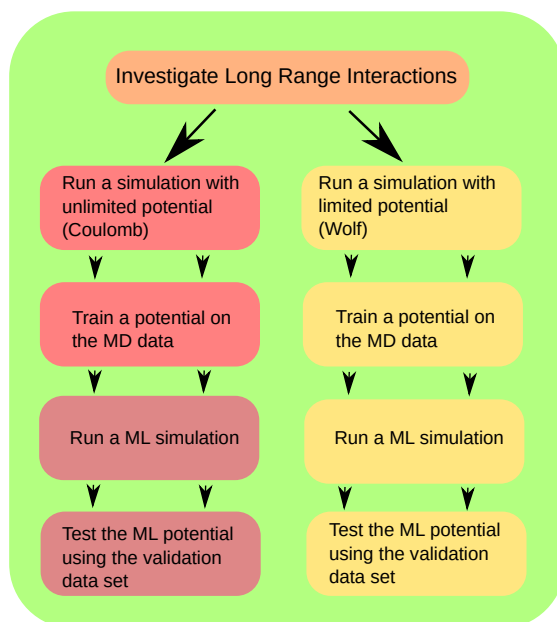 Investigate Long Range Interactions
Run a simulation with
unlimited potential
(Coulomb)
Train a potential on
the MD data
Run a ML simulation
Test the ML potential
using the validation
data set
Run a simulation with
limited potential
(Wolf)
Train a potential on
the MD data
Run a ML simulation
Test the ML potential
using the validation
data set